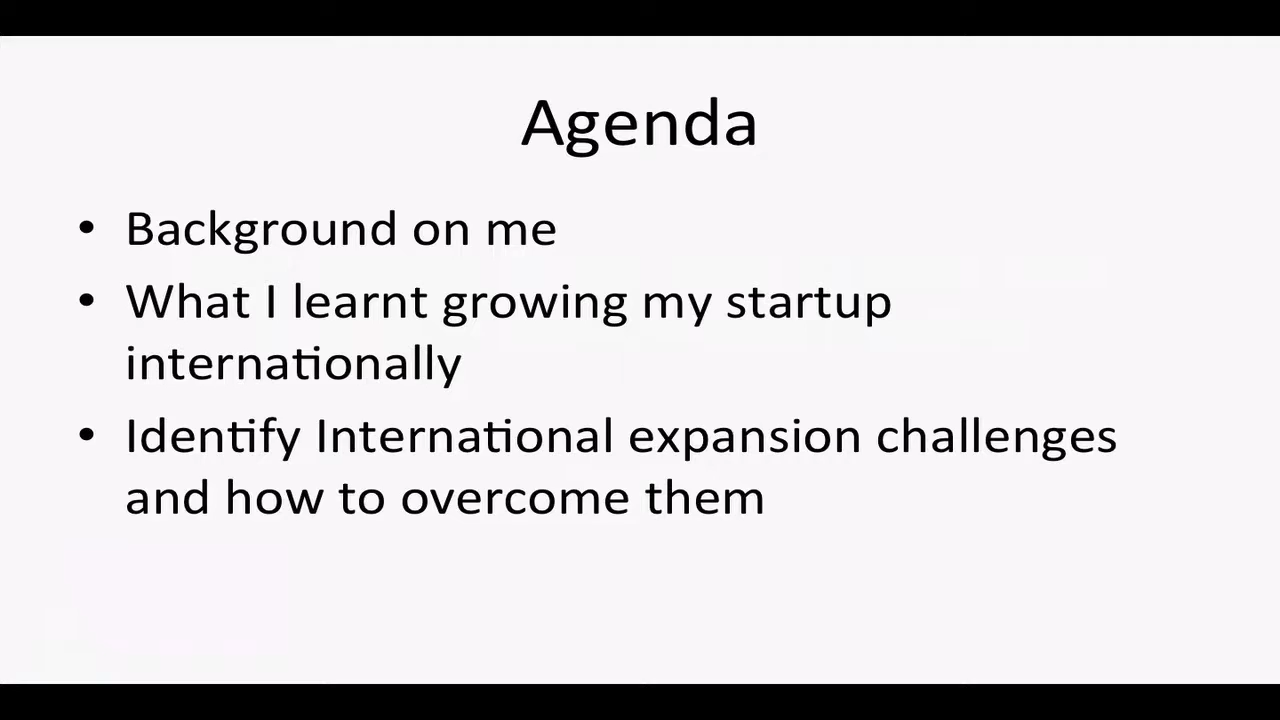 Agenda
• Background on me
• What I learnt growing my startup
internationally
• Identify International expansion challenges
and how to overcome them